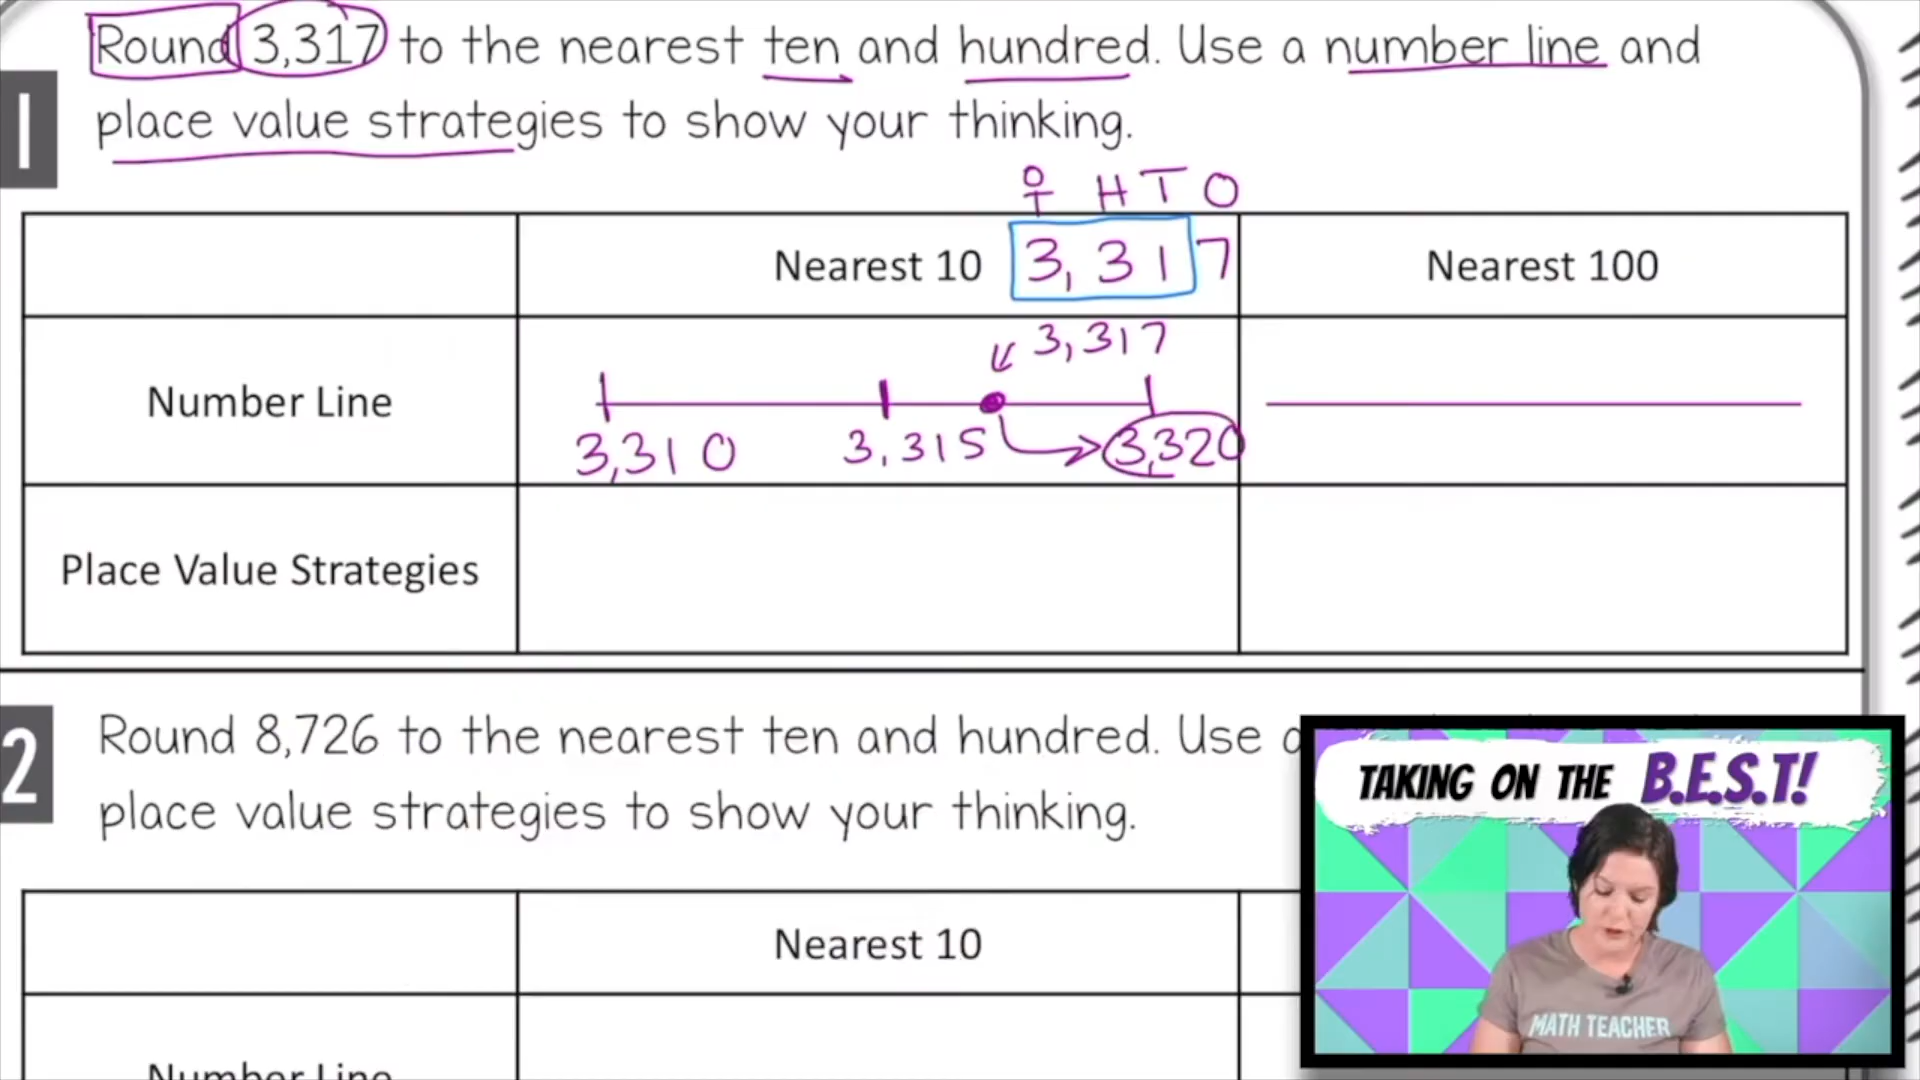 Round 3,317 to the nearest ten and hundred. Use a number line and
1
place value strategies to show your thinking.
T H T O
Nearest 10 3,317 Nearest 100
3,317
Number Line
3,310 3,315 3,320
Place Value Strategies
2
Round 8,726 to the nearest ten and hundred. Use a
place value strategies to show your thinking.
TAKING ON THE B.E.S.T!
Nearest 10
MATH TEACHER
Number Line